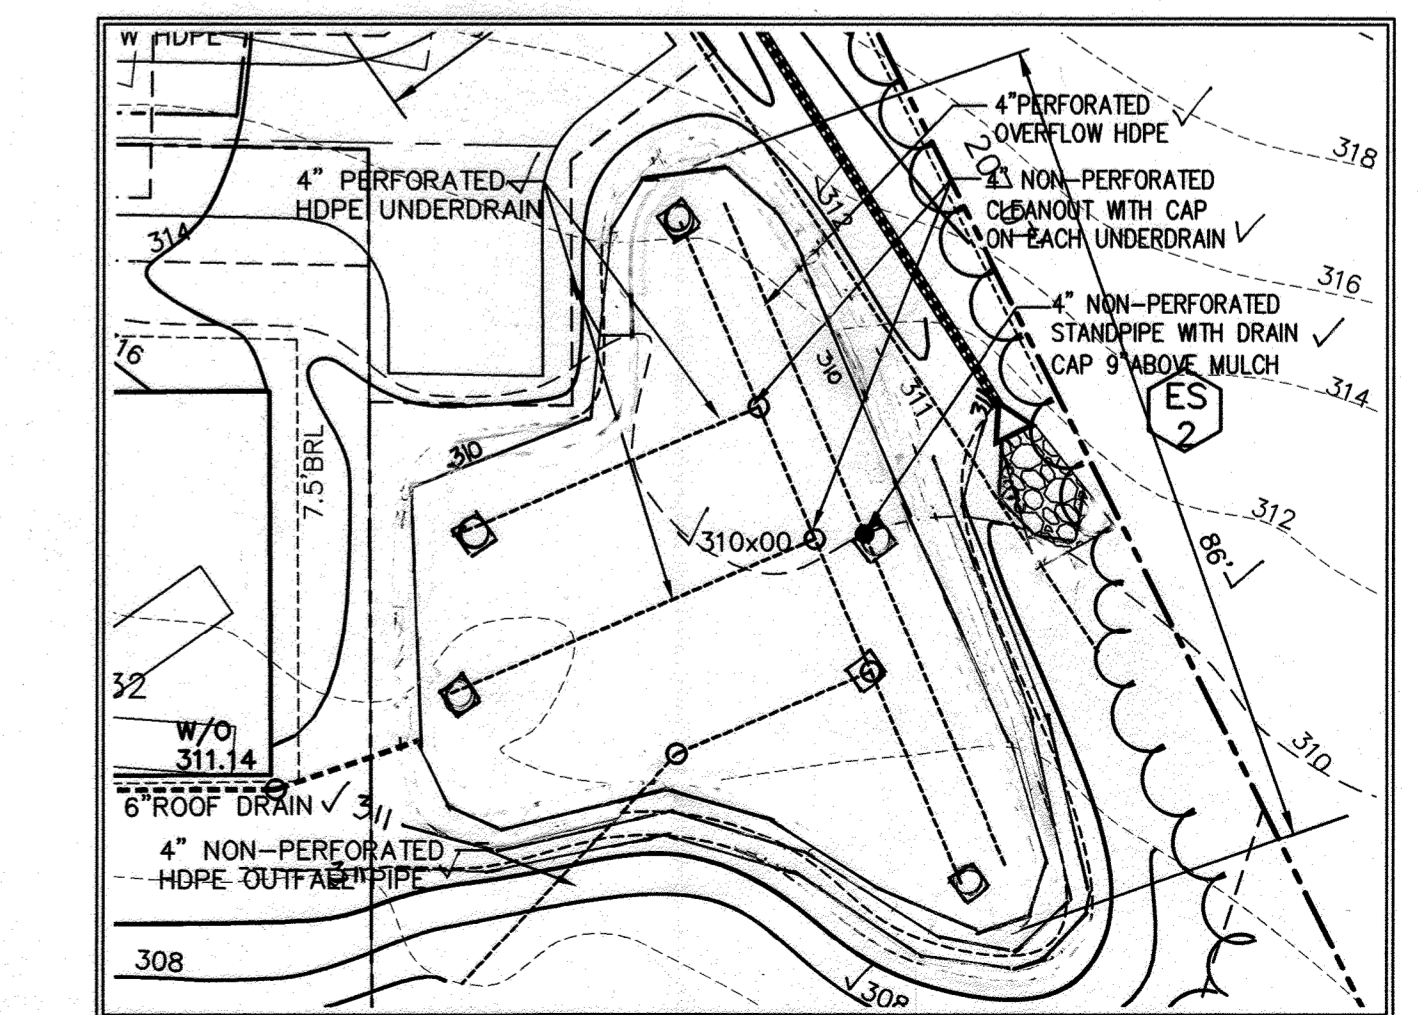 W HDPE
4"PERFORATED
OVERFLOW HDPE
318
20
4" PERFORATED
HDPE UNDERDRAIN
4" NON-PERFORATED
CLEANOUT WITH CAP
ON EACH UNDERDRAIN
312
314
316
4" NON-PERFORATED
STANDPIPE WITH DRAIN
CAP 9"ABOVE MULCH
16
310
311
314
ES
2
310
7.5'BRL
312
310x00
86'
32
W/O
311.14
310
6"ROOF DRAIN
311
4" NON-PERFORATED
HDPE OUTFALL PIPE
308
308